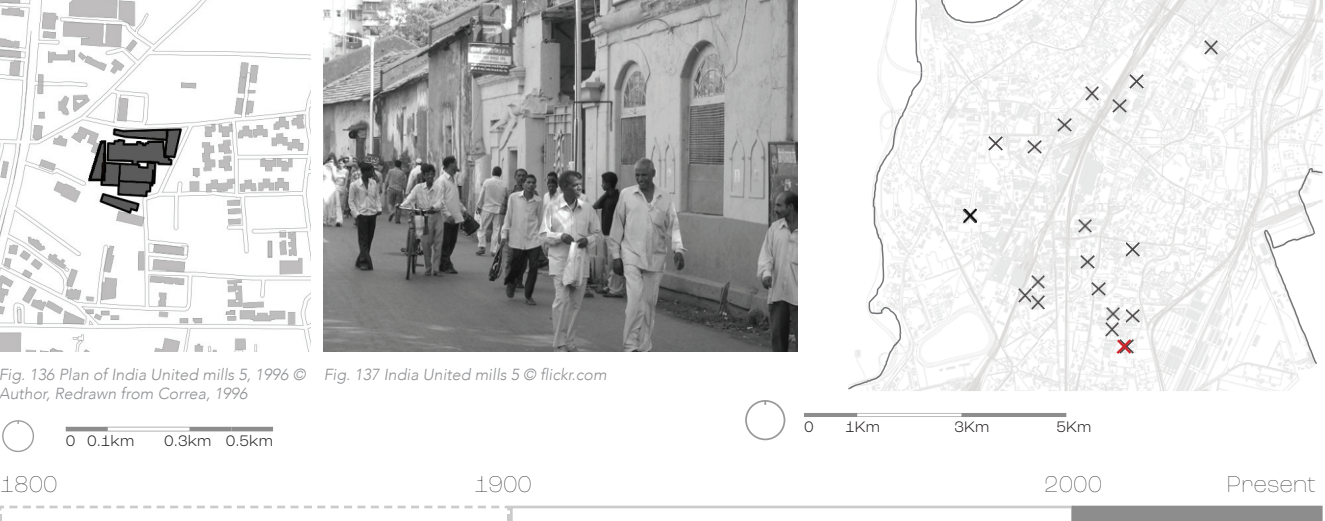 Fig. 136 Plan of India United mills 5, 1996 ©
Author, Redrawn from Correa, 1996
Fig. 137 India United mills 5 © flickr.com
0 0.1km 0.3km 0.5km
0 1Km 3Km 5Km
1800 1900 2000 Present